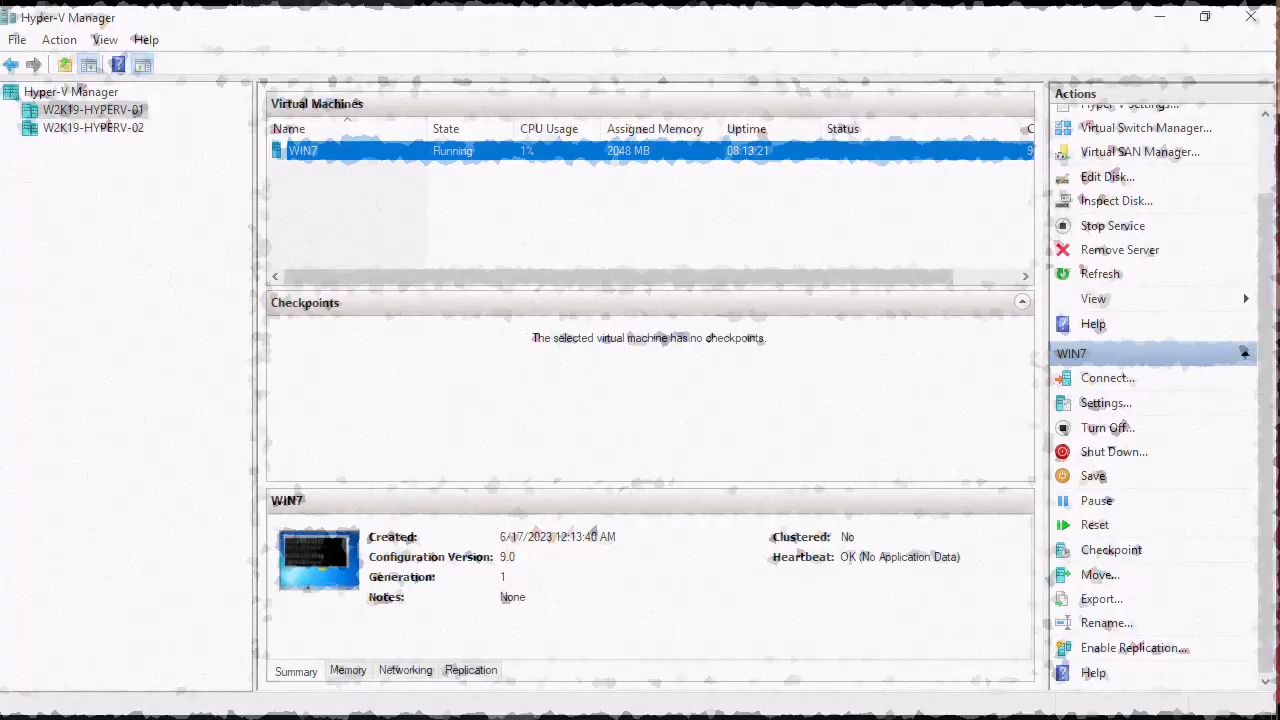 Hyper-V Manager
File Action View Help
Hyper-V Manager
W2K19-HYPERV-01
W2K19-HYPERV-02
Virtual Machines
Name State CPU Usage Assigned Memory Uptime Status C
WIN7 Running 1% 2048 MB 08:13:21 9
Checkpoints
The selected virtual machine has no checkpoints.
WIN7
Created: 6/17/2023 12:13:40 AM Clustered: No
Configuration Version: 9.0 Heartbeat: OK (No Application Data)
Generation: 1
Notes: None
Summary Memory Networking Replication
Actions
Hyper-V Settings...
Virtual Switch Manager...
Virtual SAN Manager...
Edit Disk...
Inspect Disk...
Stop Service
Remove Server
Refresh
View
Help
WIN7
Connect...
Settings...
Turn Off...
Shut Down...
Save
Pause
Reset
Checkpoint
Move...
Export...
Rename...
Enable Replication...
Help